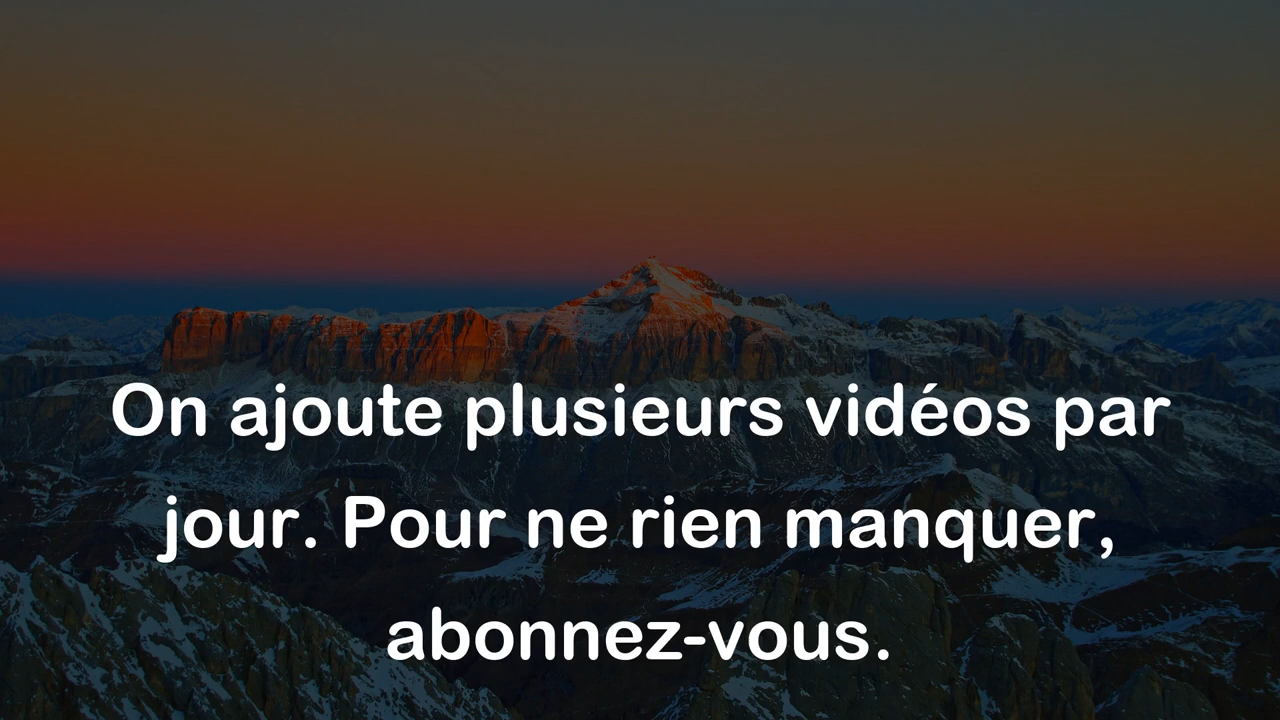 On ajoute plusieurs vidéos par
jour. Pour ne rien manquer,
abonnez-vous.